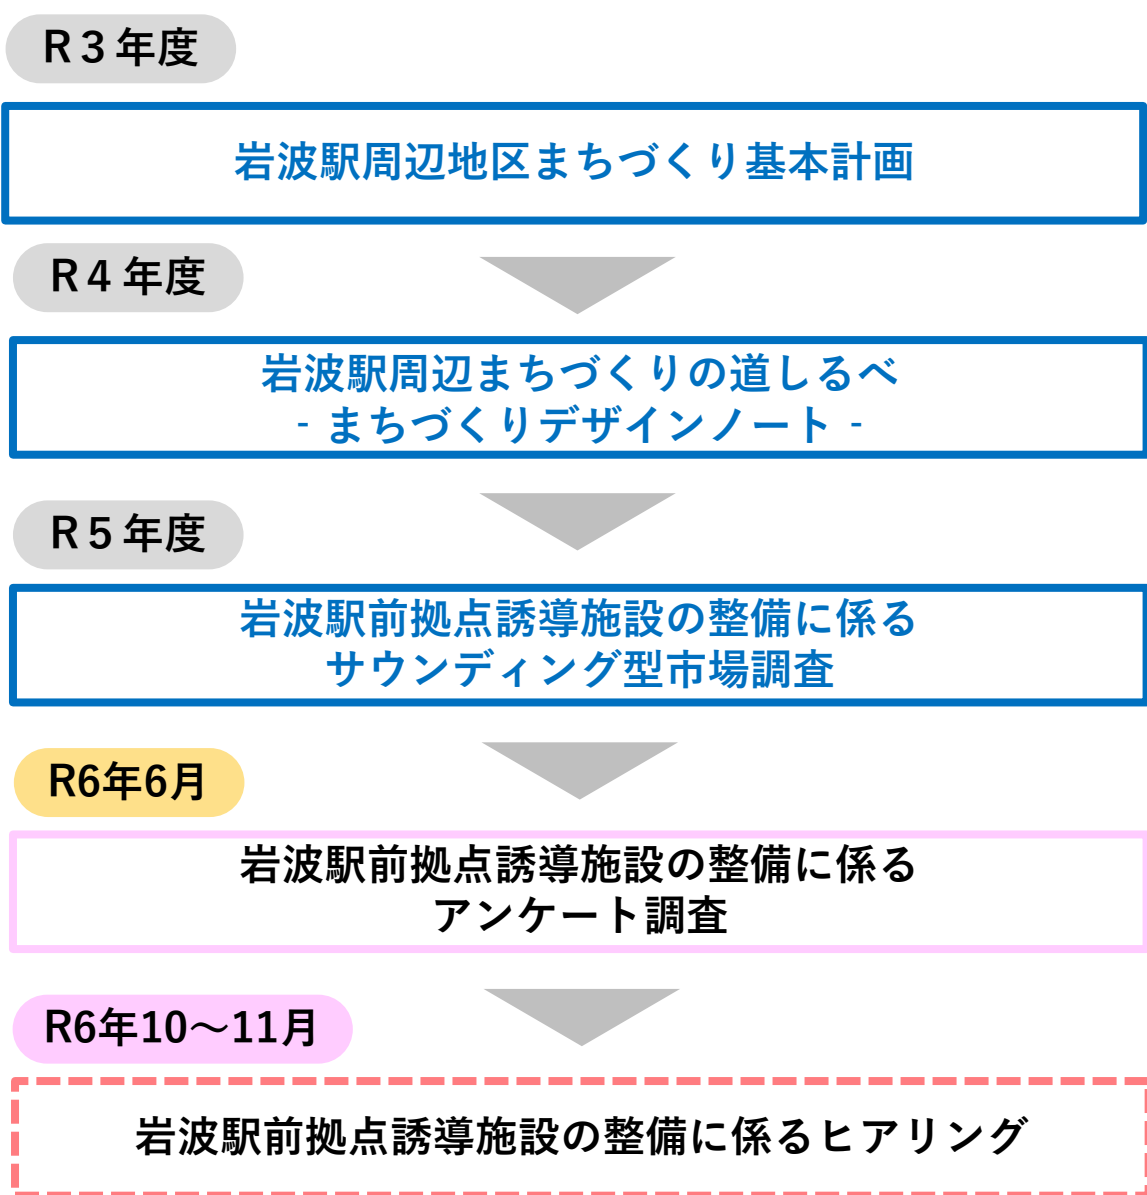 R３年度
岩波駅周辺地区まちづくり基本計画
R４年度
岩波駅周辺まちづくりの道しるべ
- まちづくりデザインノート -
R５年度
岩波駅前拠点誘導施設の整備に係る
サウンディング型市場調査
R6年6月
岩波駅前拠点誘導施設の整備に係る
アンケート調査
R6年10～11月
岩波駅前拠点誘導施設の整備に係るヒアリング